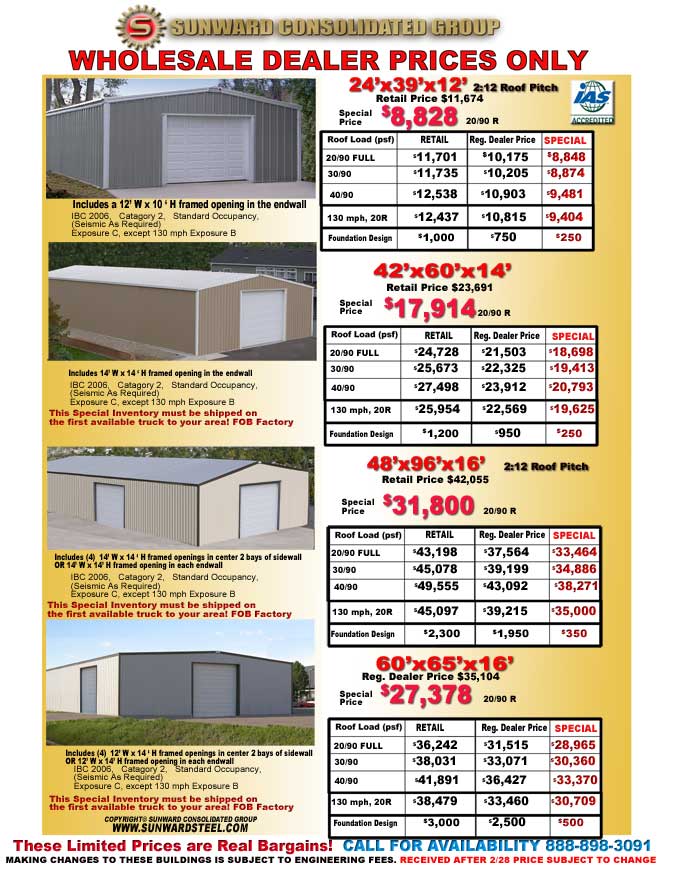 SUNWARD CONSOLIDATED GROUP
WHOLESALE DEALER PRICES ONLY
24'x39'x12' 2:12 Roof Pitch
Retail Price $11,674
Special Price $8,828 20/90 R
IAS
ACCREDITED
Roof Load (psf) RETAIL Reg. Dealer Price SPECIAL
20/90 FULL $11,701 $10,175 $8,848
30/90 $11,735 $10,205 $8,874
40/90 $12,538 $10,903 $9,481
130 mph, 20R $12,437 $10,815 $9,404
Foundation Design $1,000 $750 $250
Includes a 12' W x 10 ' H framed opening in the endwall
IBC 2006, Catagory 2, Standard Occupancy,
(Seismic As Required)
Exposure C, except 130 mph Exposure B
42'x60'x14'
Retail Price $23,691
Special Price $17,914 20/90 R
Roof Load (psf) RETAIL Reg. Dealer Price SPECIAL
20/90 FULL $24,728 $21,503 $18,698
30/90 $25,673 $22,325 $19,413
40/90 $27,498 $23,912 $20,793
130 mph, 20R $25,954 $22,569 $19,625
Foundation Design $1,200 $950 $250
Includes 14' W x 14 ' H framed opening in the endwall
IBC 2006, Catagory 2, Standard Occupancy,
(Seismic As Required)
Exposure C, except 130 mph Exposure B
This Special Inventory must be shipped on
the first available truck to your area! FOB Factory
48'x96'x16' 2:12 Roof Pitch
Retail Price $42,055
Special Price $31,800 20/90 R
Roof Load (psf) RETAIL Reg. Dealer Price SPECIAL
20/90 FULL $43,198 $37,564 $33,464
30/90 $45,078 $39,199 $34,886
40/90 $49,555 $43,092 $38,271
130 mph, 20R $45,097 $39,215 $35,000
Foundation Design $2,300 $1,950 $350
Includes (4) 14' W x 14 ' H framed openings in center 2 bays of sidewall
OR 14' W x 14' H framed opening in each endwall
IBC 2006, Catagory 2, Standard Occupancy,
(Seismic As Required)
Exposure C, except 130 mph Exposure B
This Special Inventory must be shipped on
the first available truck to your area! FOB Factory
60'x65'x16'
Reg. Dealer Price $35,104
Special Price $27,378 20/90 R
Roof Load (psf) RETAIL Reg. Dealer Price SPECIAL
20/90 FULL $36,242 $31,515 $28,965
30/90 $38,031 $33,071 $30,360
40/90 $41,891 $36,427 $33,370
130 mph, 20R $38,479 $33,460 $30,709
Foundation Design $3,000 $2,500 $500
Includes (4) 12' W x 14 ' H framed openings in center 2 bays of sidewall
OR 12' W x 14' H framed opening in each endwall
IBC 2006, Catagory 2, Standard Occupancy,
(Seismic As Required)
Exposure C, except 130 mph Exposure B
This Special Inventory must be shipped on
the first available truck to your area! FOB Factory
COPYRIGHT© SUNWARD CONSOLIDATED GROUP
WWW.SUNWARDSTEEL.COM
These Limited Prices are Real Bargains! CALL FOR AVAILABILITY 888-898-3091
MAKING CHANGES TO THESE BUILDINGS IS SUBJECT TO ENGINEERING FEES. RECEIVED AFTER 2/28 PRICE SUBJECT TO CHANGE